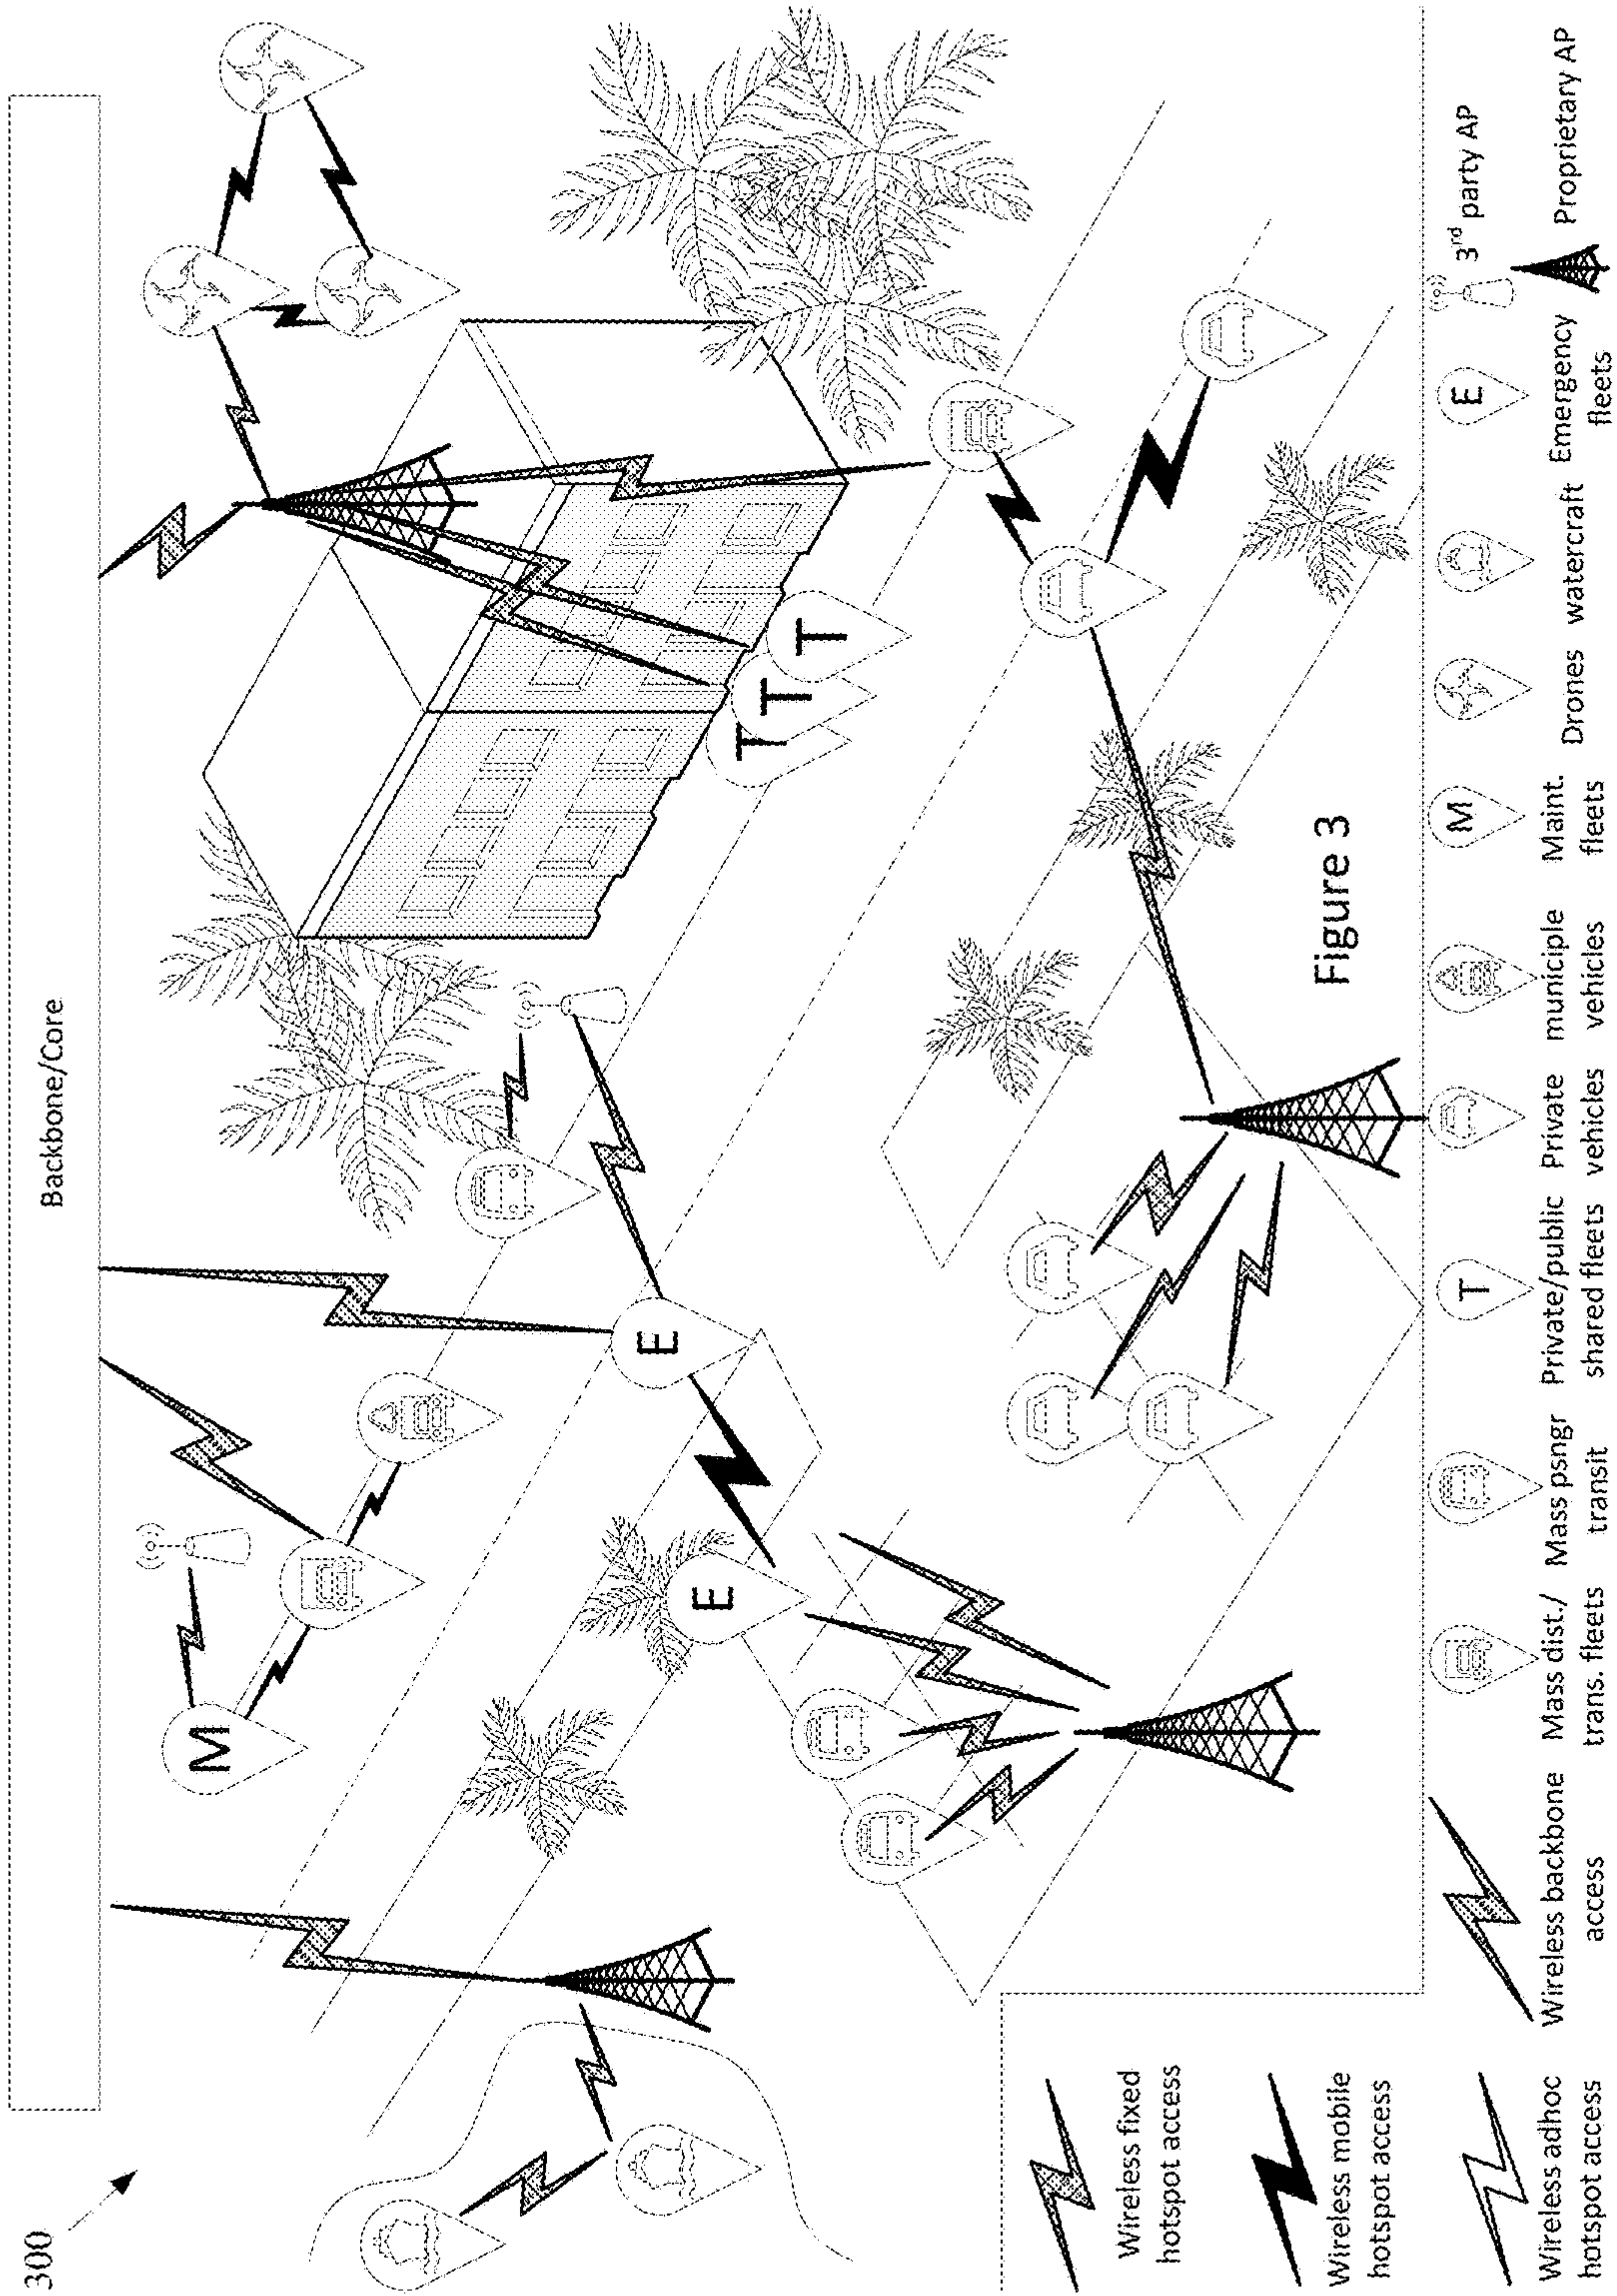 300
Backbone/Core
M
E
E
T
T
T
Figure 3
Wireless fixed
hotspot access
Wireless mobile
hotspot access
Wireless adhoc
hotspot access
Wireless backbone
access
Mass dist./
trans. fleets
Mass psngr
transit
T
Private/public
shared fleets
Private
vehicles
municiple
vehicles
M
Maint.
fleets
Drones
watercraft
E
Emergency
fleets
3rd party AP
Proprietary AP